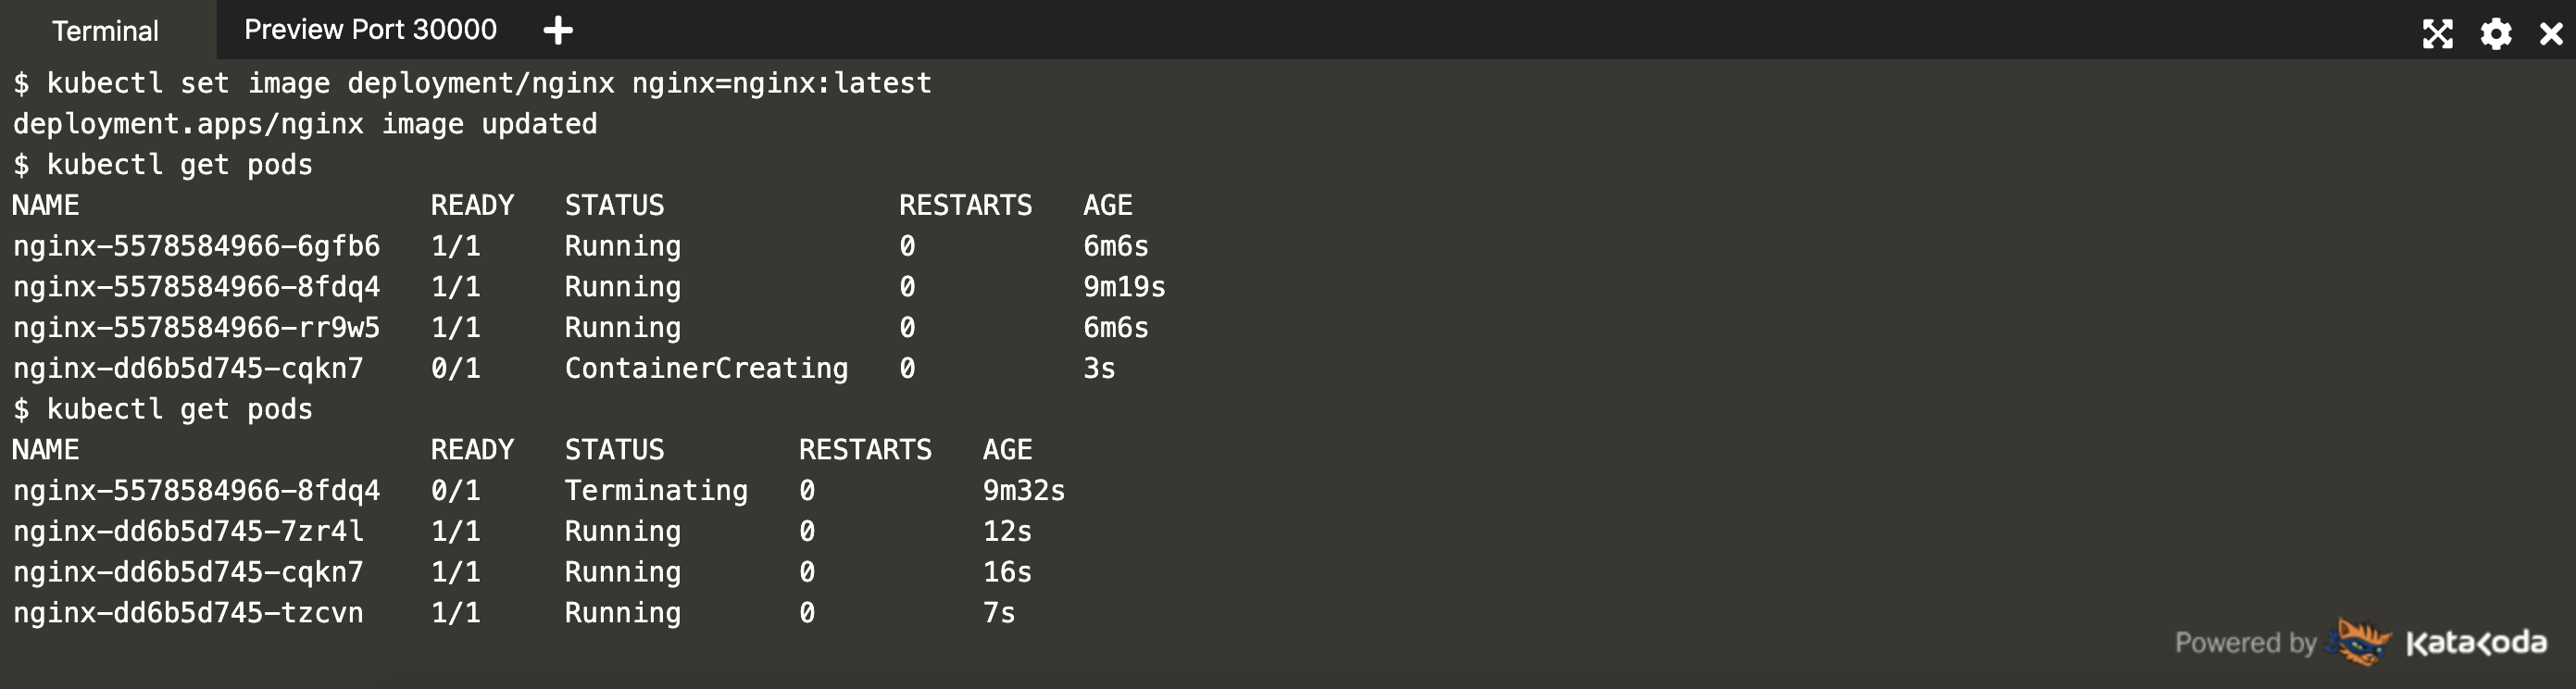 Terminal Preview Port 30000
$ kubectl set image deployment/nginx nginx=nginx:latest
deployment.apps/nginx image updated
$ kubectl get pods
NAME READY STATUS RESTARTS AGE
nginx-5578584966-6gfb6 1/1 Running 0 6m6s
nginx-5578584966-8fdq4 1/1 Running 0 9m19s
nginx-5578584966-rr9w5 1/1 Running 0 6m6s
nginx-dd6b5d745-cqkn7 0/1 ContainerCreating 0 3s
$ kubectl get pods
NAME READY STATUS RESTARTS AGE
nginx-5578584966-8fdq4 0/1 Terminating 0 9m32s
nginx-dd6b5d745-7zr4l 1/1 Running 0 12s
nginx-dd6b5d745-cqkn7 1/1 Running 0 16s
nginx-dd6b5d745-tzcvn 1/1 Running 0 7s
Powered by Katakoda